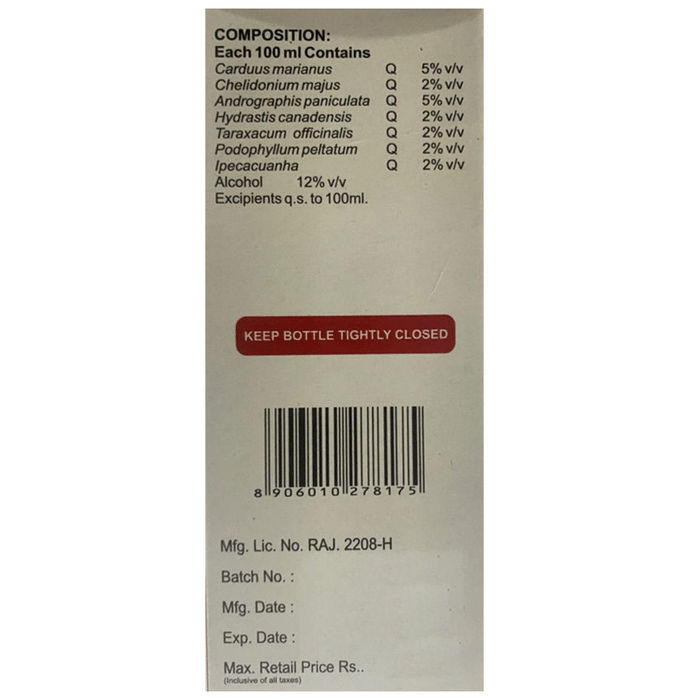 COMPOSITION:
Each 100 ml Contains
Carduus marianus Q 5% v/v
Chelidonium majus Q 2% v/v
Andrographis paniculata Q 5% v/v
Hydrastis canadensis Q 2% v/v
Taraxacum officinalis Q 2% v/v
Podophyllum peltatum Q 2% v/v
Ipecacuanha Q 2% v/v
Alcohol 12% v/v
Excipients q.s. to 100ml.
KEEP BOTTLE TIGHTLY CLOSED
8 906010 278175
Mfg. Lic. No. RAJ. 2208-H
Batch No. :
Mfg. Date :
Exp. Date :
Max. Retail Price Rs..
(Inclusive of all taxes)